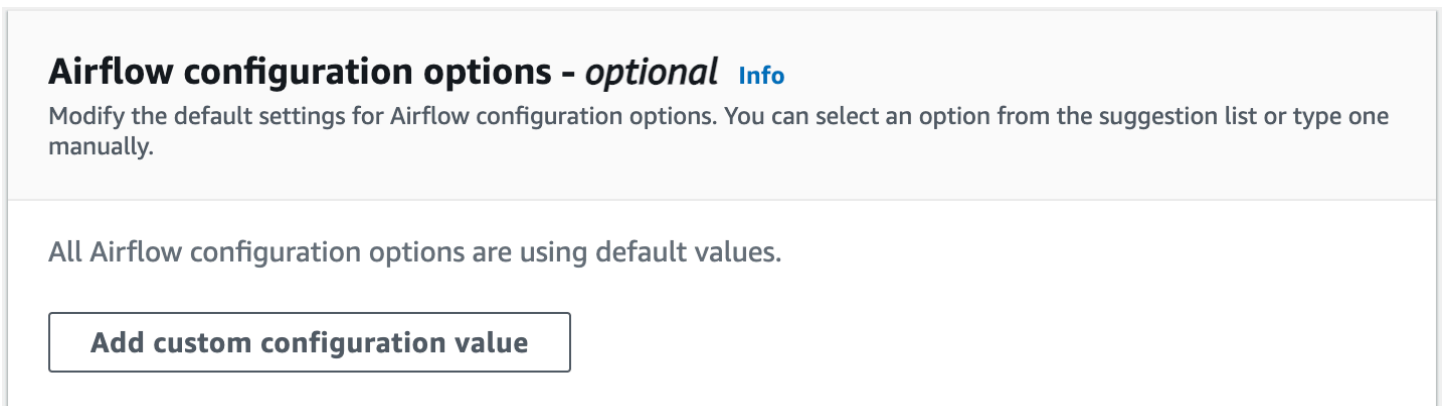 Airflow configuration options - optional Info
Modify the default settings for Airflow configuration options. You can select an option from the suggestion list or type one
manually.
All Airflow configuration options are using default values.
Add custom configuration value